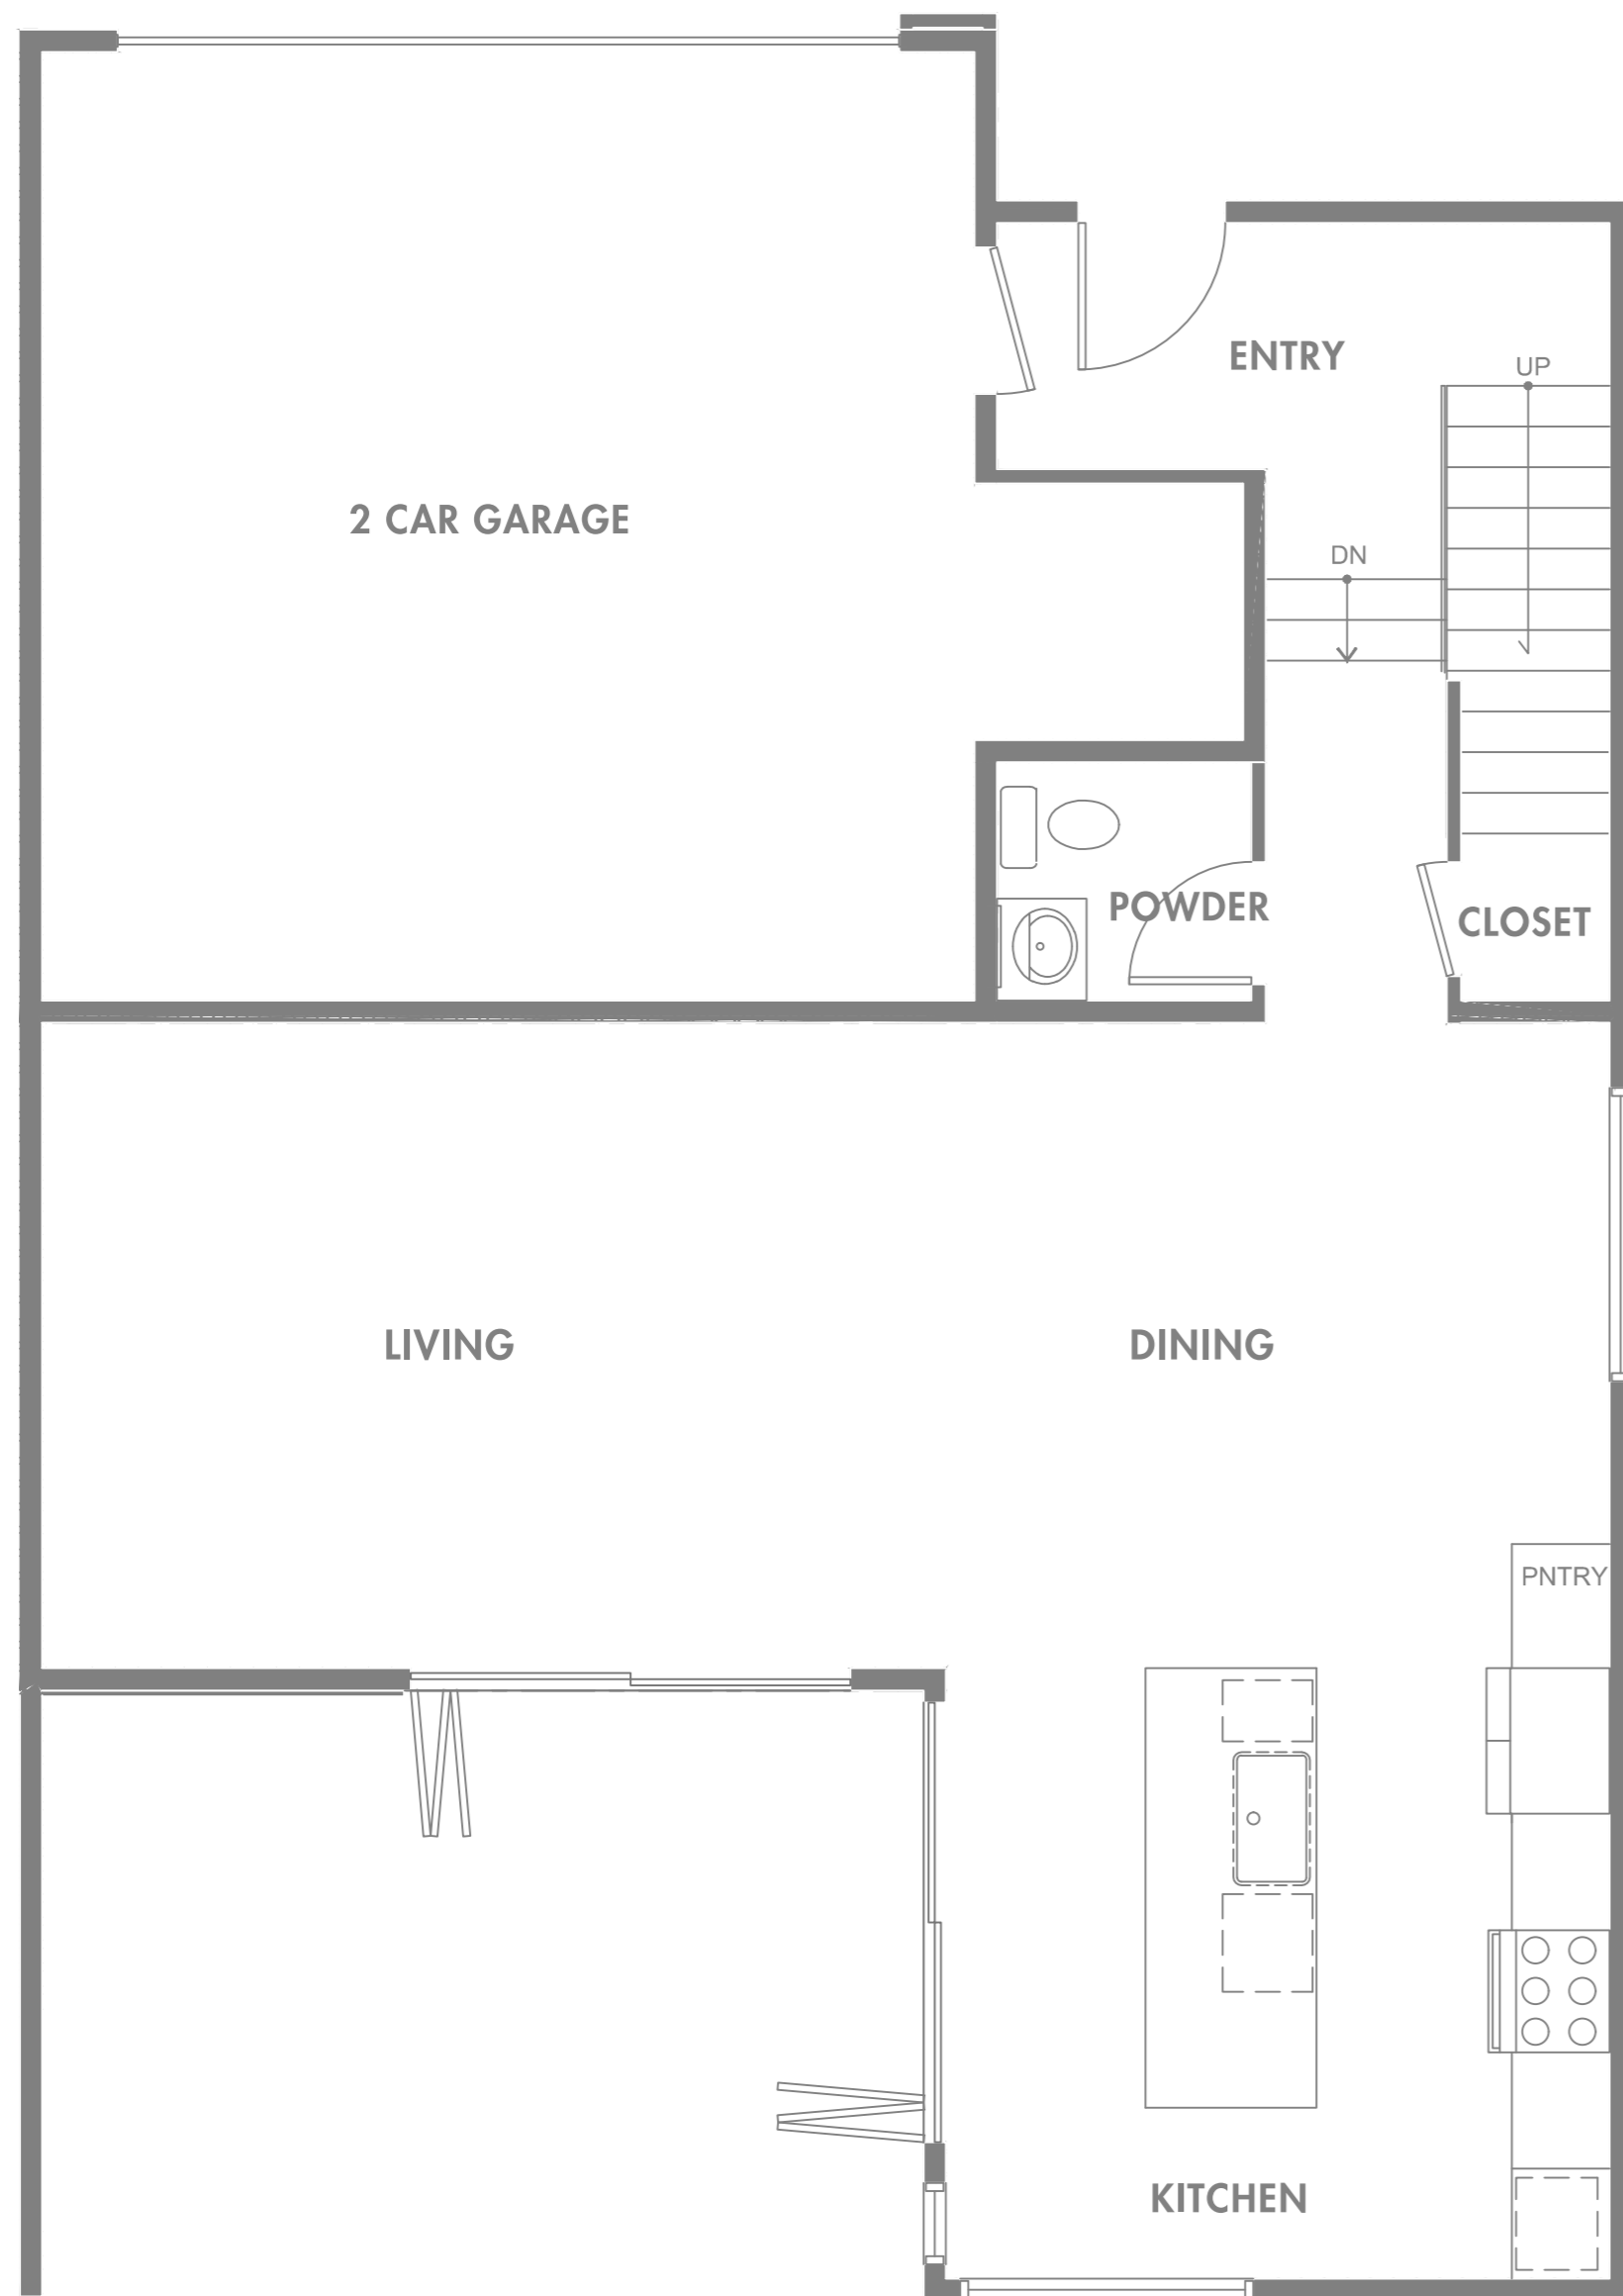 ENTRY
UP
2 CAR GARAGE
DN
POWDER
CLOSET
LIVING
DINING
PNTRY
KITCHEN